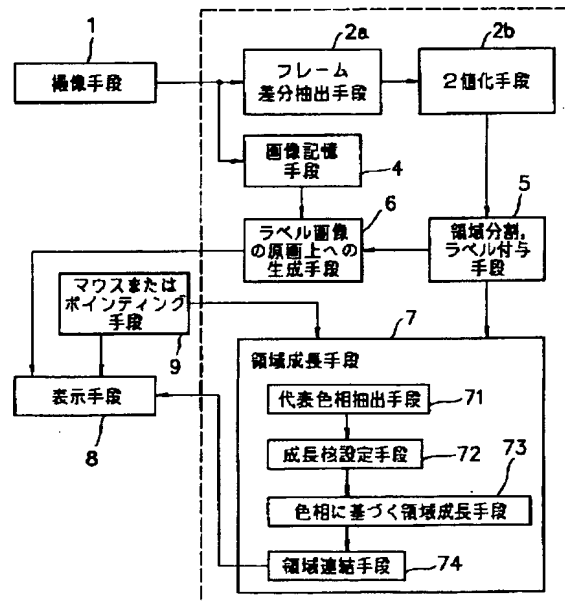 1
撮像手段
2a
フレーム
差分抽出手段
2b
2値化手段
画像記憶
手段
4
6
ラベル画像
の原画上への
生成手段
5
領域分割,
ラベル付与
手段
マウスまたは
ポインティング
手段
9
表示手段
8
7
領域成長手段
代表色相抽出手段
71
成長核設定手段
72
73
色相に基づく領域成長手段
領域連結手段
74